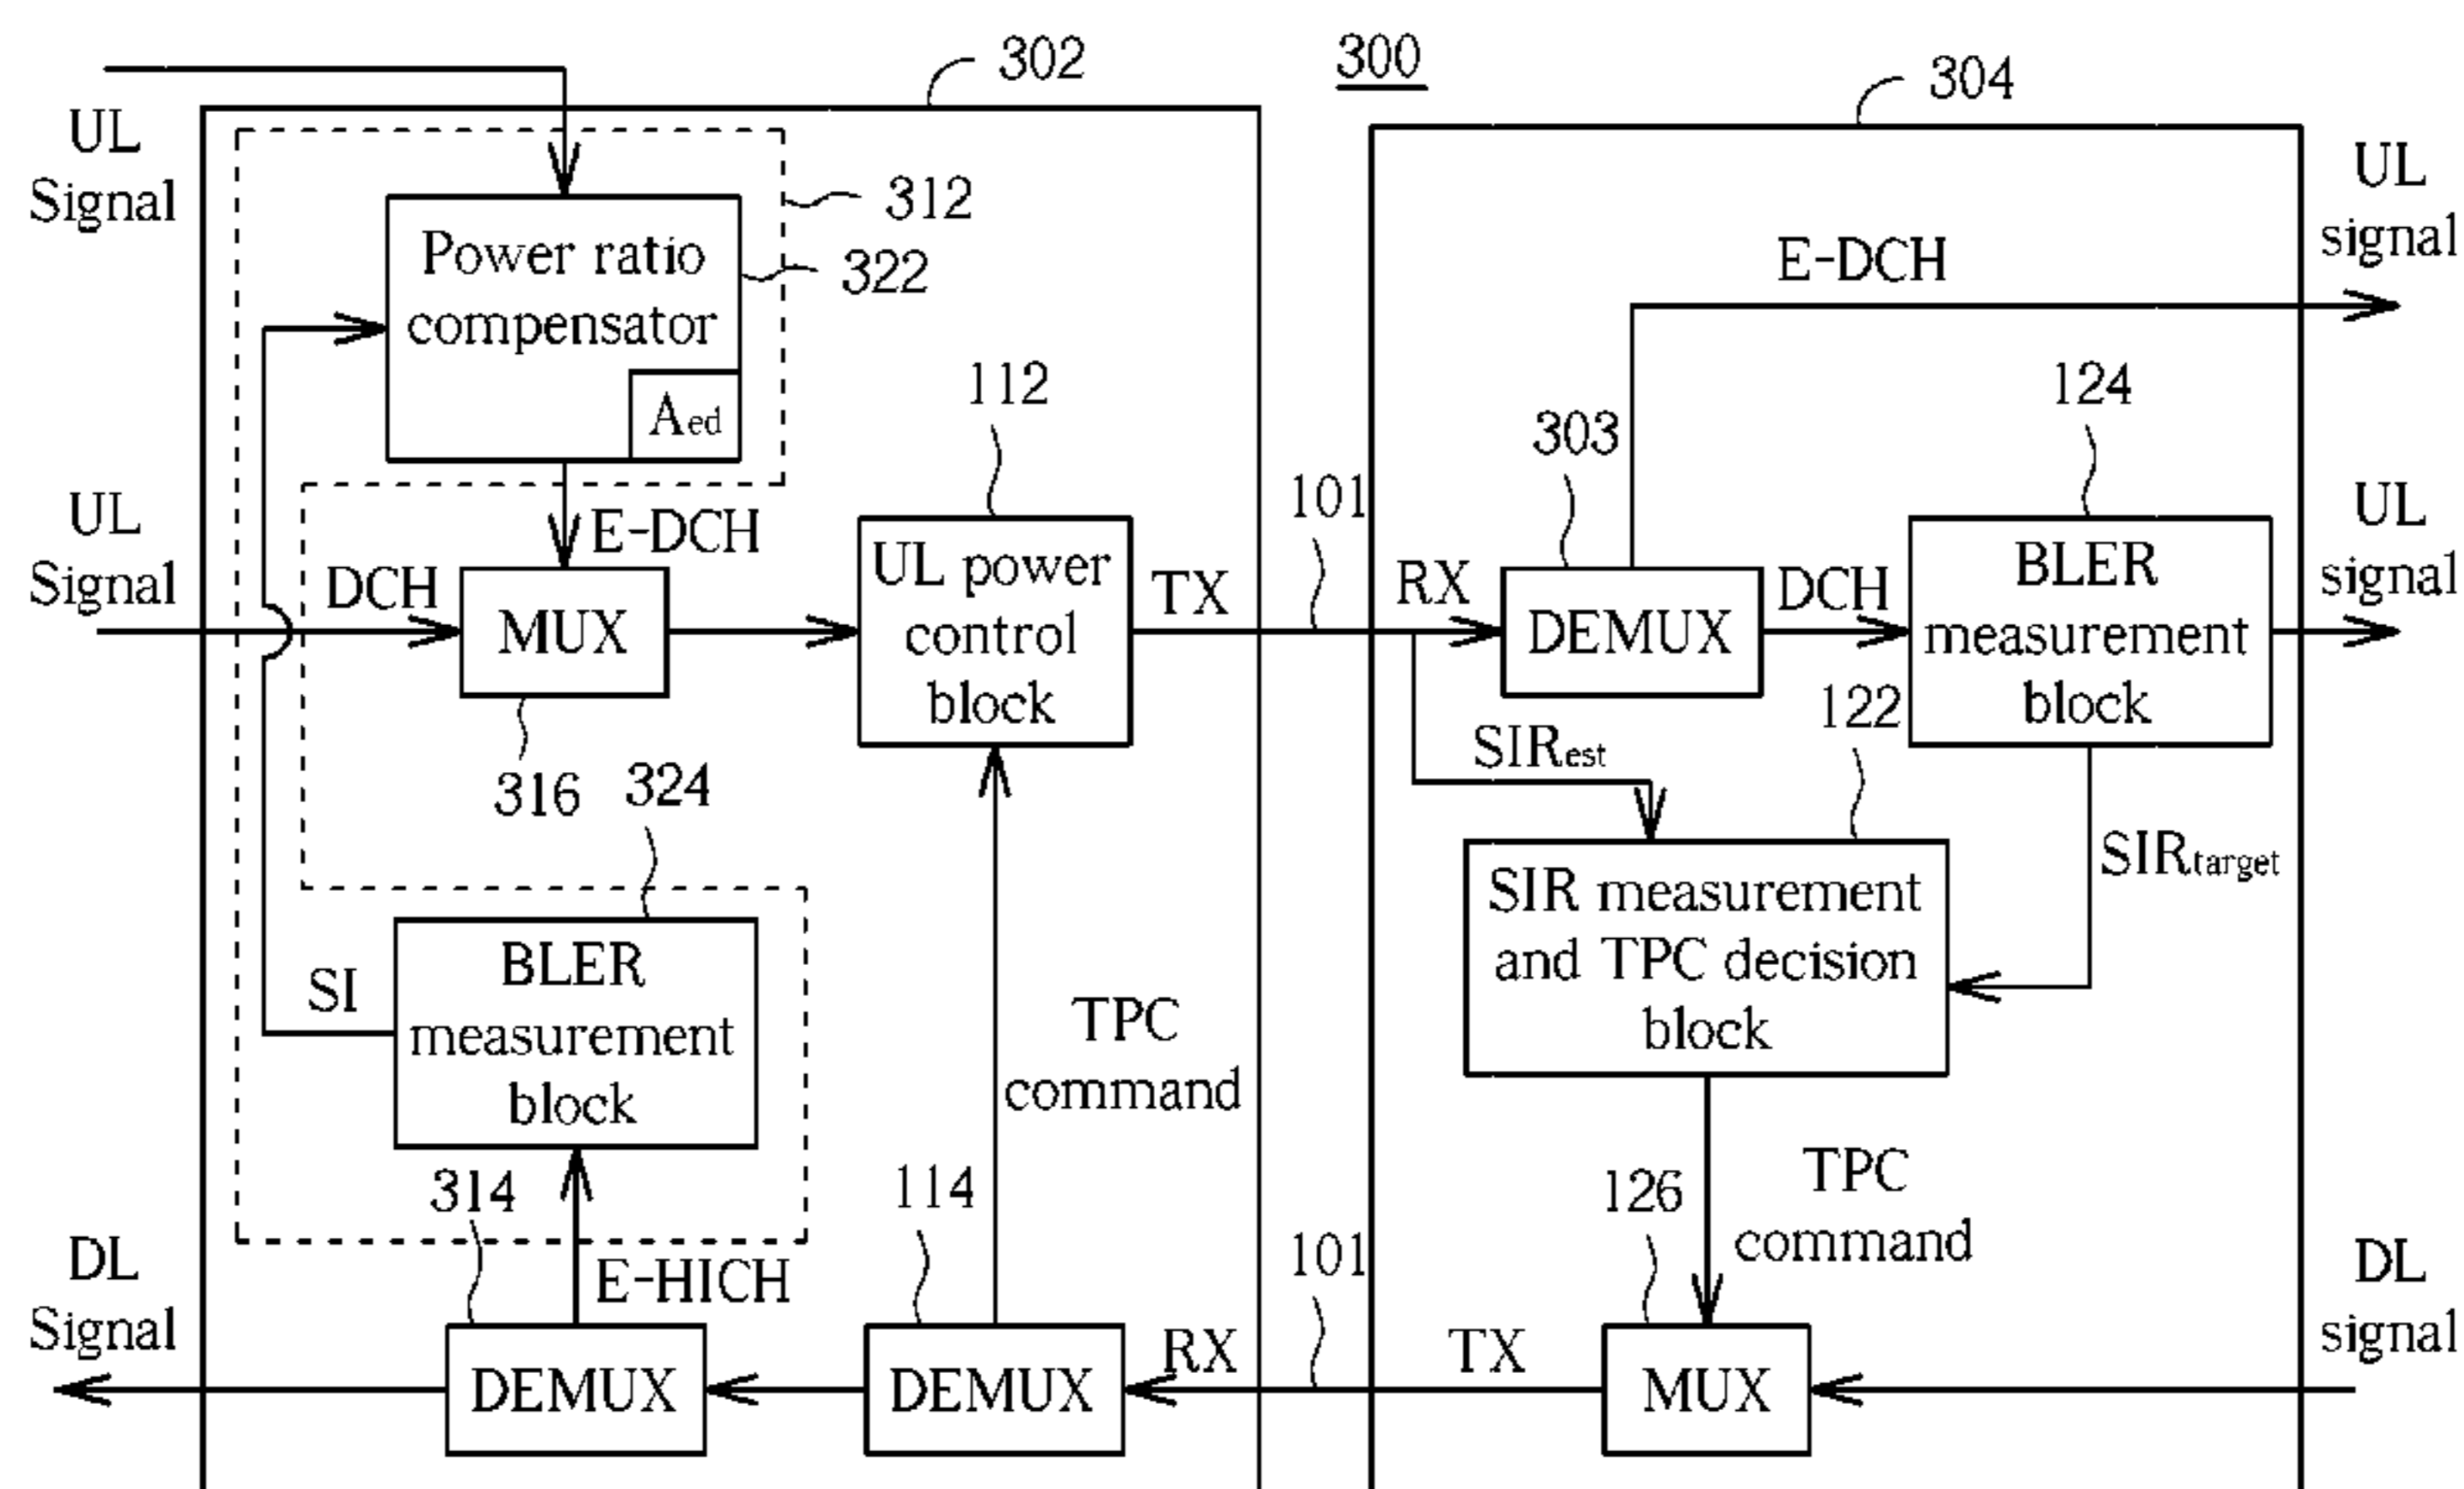 300
302
304
UL
Signal
312
Power ratio
compensator
322
Aed
UL
signal
E-DCH
112
303
124
UL
Signal
DCH
E-DCH
MUX
316
UL power
control
block
TX
101
RX
DEMUX
DCH
BLER
measurement
block
UL
signal
324
SIRest
122
SIRtarget
SI
BLER
measurement
block
TPC
command
SIR measurement
and TPC decision
block
314
E-HICH
114
101
126
TPC
command
DL
Signal
DEMUX
DEMUX
RX
TX
MUX
DL
signal